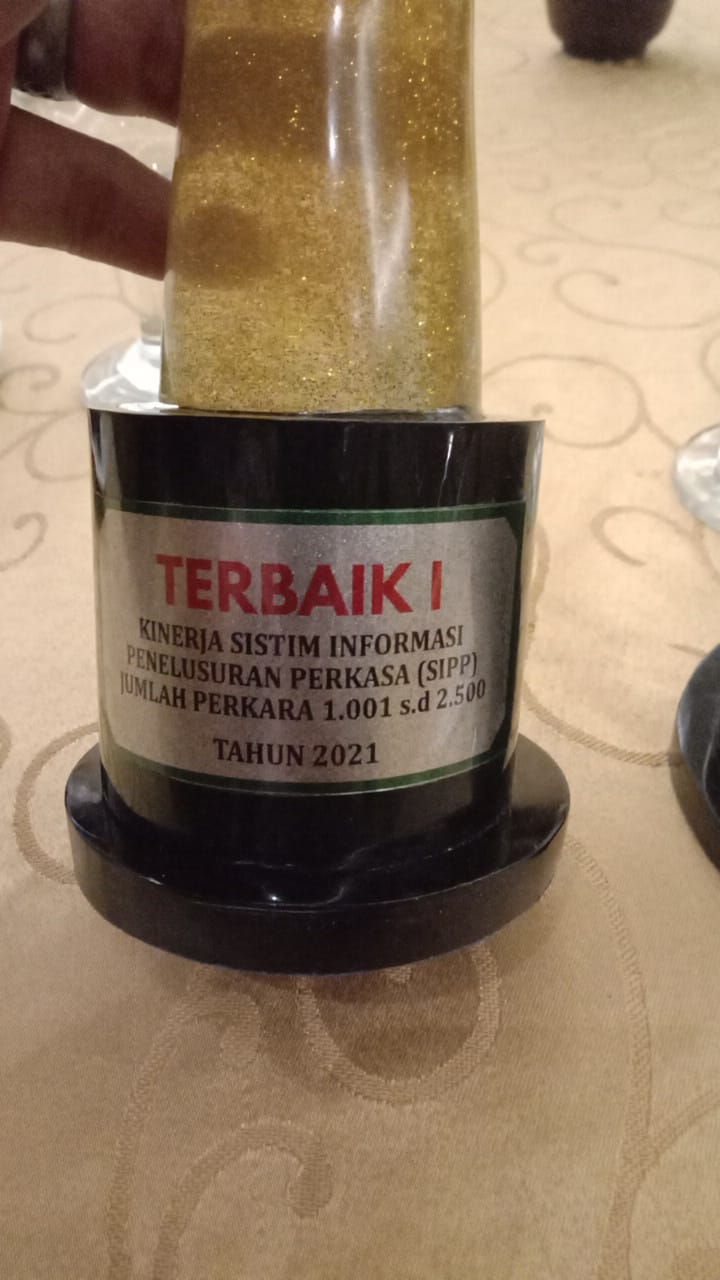 TERBAIK I
KINERJA SISTIM INFORMASI
PENELUSURAN PERKASA (SIPP)
JUMLAH PERKARA 1.001 s.d 2.500
TAHUN 2021